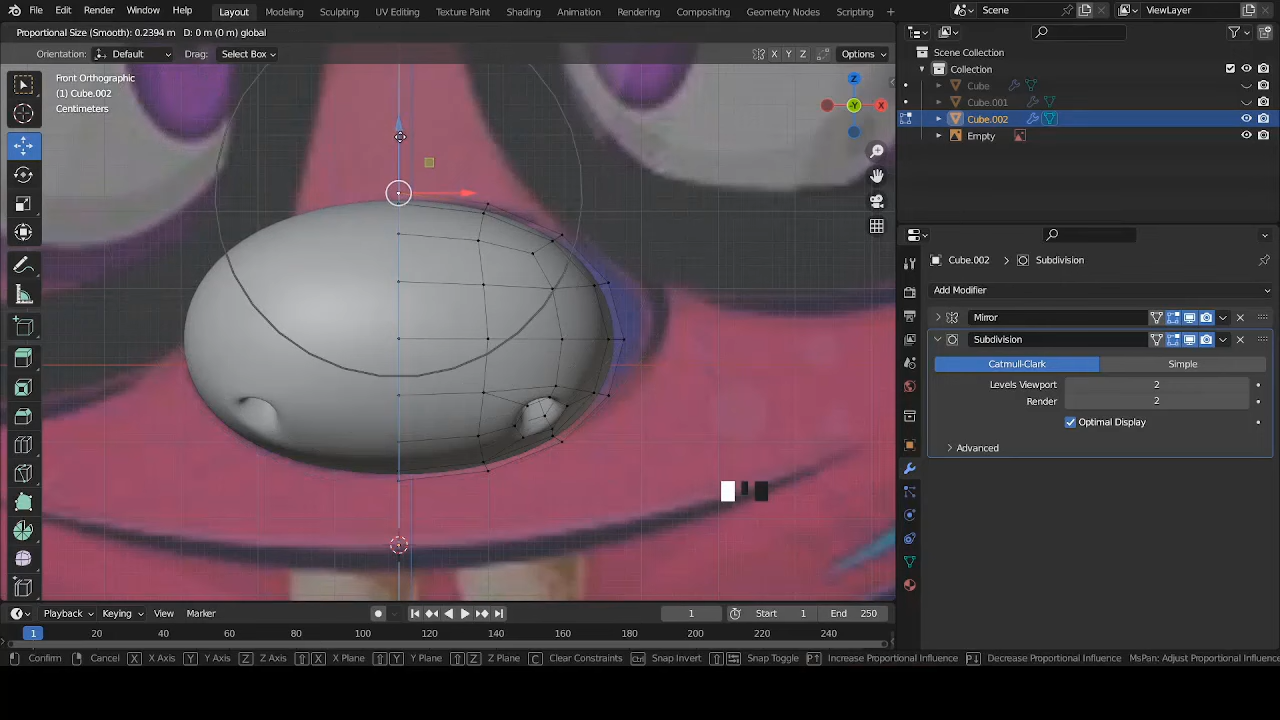 File Edit Render Window Help Layout Modeling Sculpting UV Editing Texture Paint Shading Animation Rendering Compositing Geometry Nodes Scripting Scene ViewLayer
Proportional Size (Smooth): 0.2394 m D: 0 m (0 m) global
Orientation: Default Drag: Select Box X Y Z Options
Front Orthographic
(1) Cube.002
Centimeters
Z
X
-Y
Scene Collection
Collection
Cube
Cube.001
Cube.002
Empty
Cube.002 > Subdivision
Add Modifier
Mirror
Subdivision
Catmull-Clark Simple
Levels Viewport 2
Render 2
Optimal Display
Advanced
Playback Keying View Marker 1 Start 1 End 250
1 20 40 60 80 100 120 140 160 180 200 220 240
Confirm Cancel X X Axis Y Y Axis Z Z Axis X X Plane Y Y Plane Z Z Plane C Clear Constraints Ctrl Snap Invert Snap Toggle Increase Proportional Influence Decrease Proportional Influence MsPan: Adjust Proportional Influence